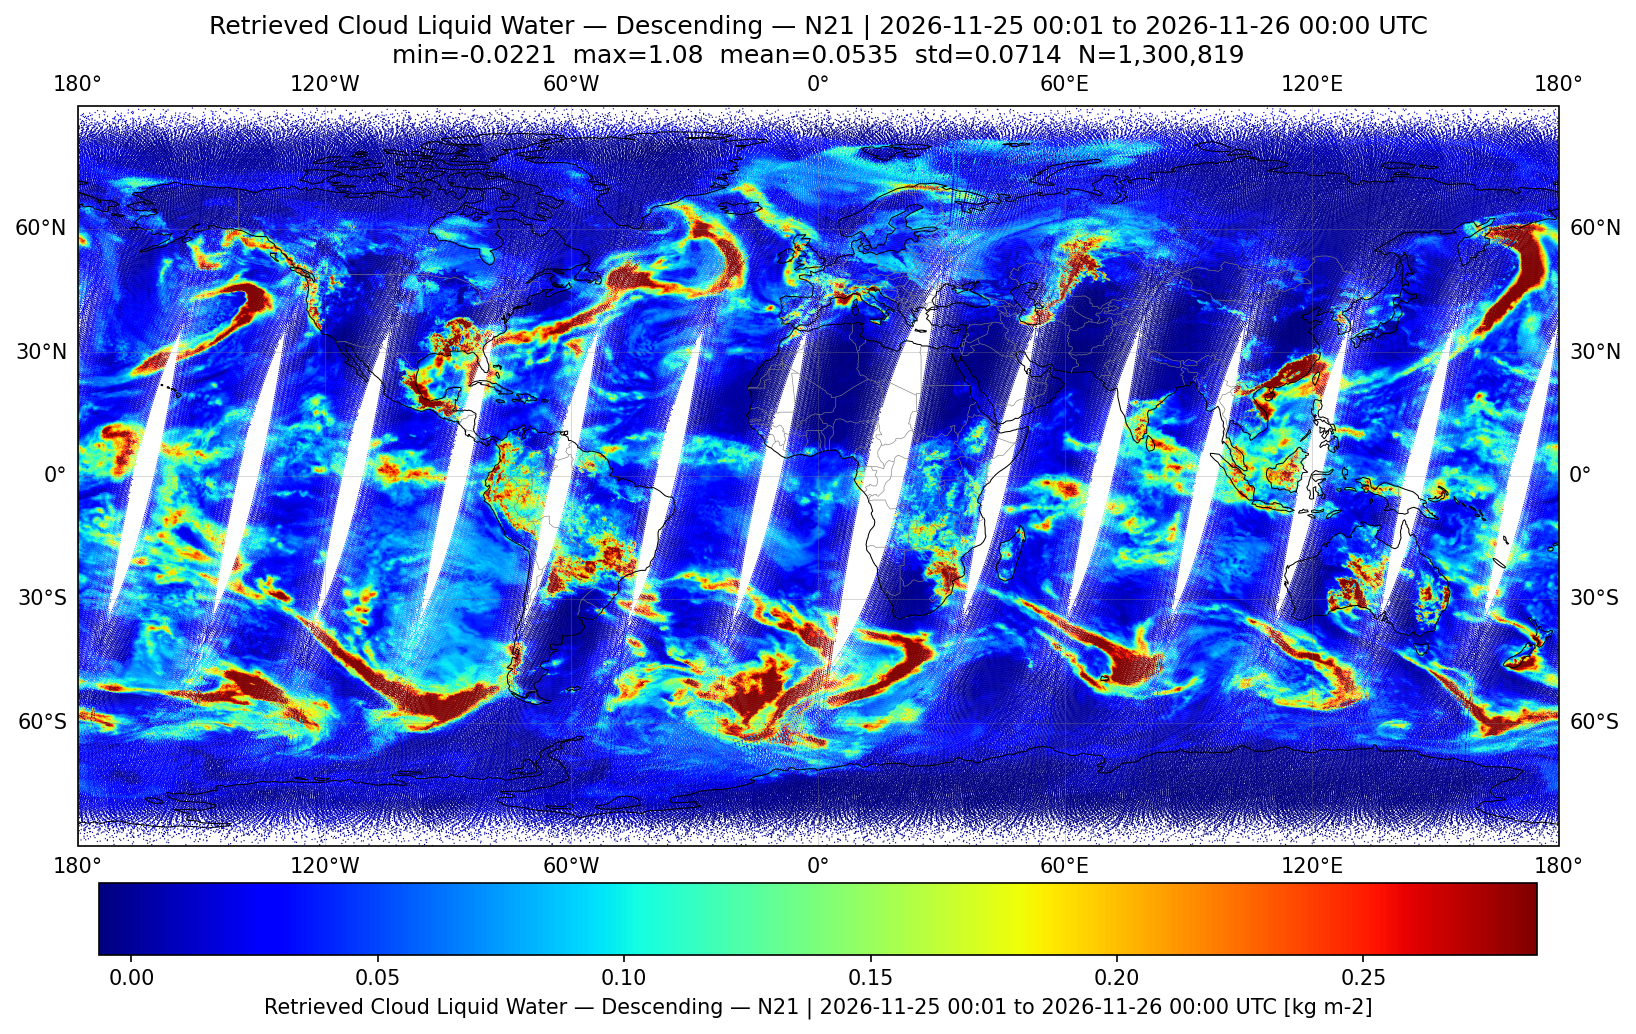 Retrieved Cloud Liquid Water — Descending — N21 | 2026-11-25 00:01 to 2026-11-26 00:00 UTC
min=-0.0221  max=1.08  mean=0.0535  std=0.0714  N=1,300,819
180° 120°W 60°W 0° 60°E 120°E 180°
60°N 60°N
30°N 30°N
0° 0°
30°S 30°S
60°S 60°S
180° 120°W 60°W 0° 60°E 120°E 180°
0.00 0.05 0.10 0.15 0.20 0.25
Retrieved Cloud Liquid Water — Descending — N21 | 2026-11-25 00:01 to 2026-11-26 00:00 UTC [kg m-2]